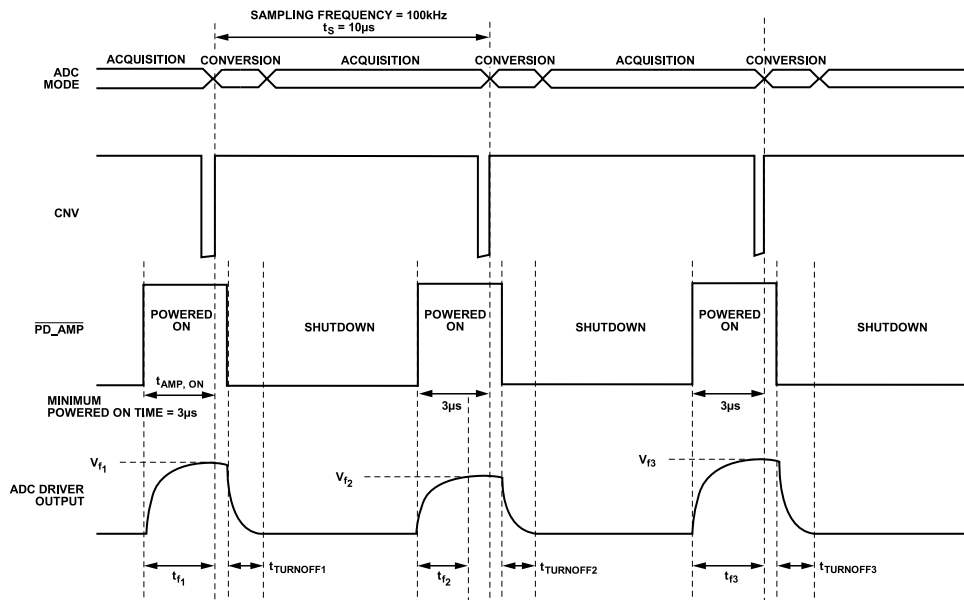 SAMPLING FREQUENCY = 100kHz
tS = 10µs
ACQUISITION CONVERSION ACQUISITION CONVERSION ACQUISITION CONVERSION
ADC
MODE
CNV
PD_AMP
POWERED
ON
SHUTDOWN
POWERED
ON
SHUTDOWN
POWERED
ON
SHUTDOWN
tAMP, ON
MINIMUM
POWERED ON TIME = 3µs
3µs
3µs
Vf1
Vf2
Vf3
ADC DRIVER
OUTPUT
tf1
tTURNOFF1
tf2
tTURNOFF2
tf3
tTURNOFF3